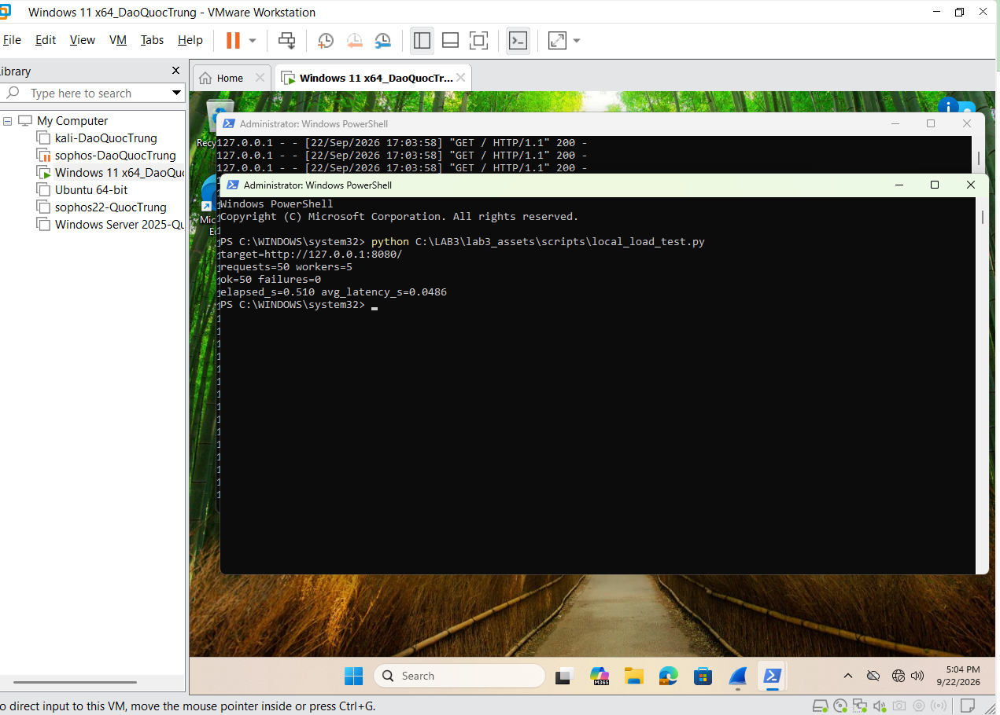 Windows 11 x64_DaoQuocTrung - VMware Workstation
File Edit View VM Tabs Help
Home
Windows 11 x64_DaoQuocTr...
Type here to search
My Computer
kali-DaoQuocTrung
sophos-DaoQuocTrung
Windows 11 x64_DaoQu
Ubuntu 64-bit
sophos22-QuocTrung
Windows Server 2025-Qu
Administrator: Windows PowerShell
127.0.0.1 - - [22/Sep/2026 17:03:58] "GET / HTTP/1.1" 200 -
127.0.0.1 - - [22/Sep/2026 17:03:58] "GET / HTTP/1.1" 200 -
127.0.0.1 - - [22/Sep/2026 17:03:58] "GET / HTTP/1.1" 200 -
Administrator: Windows PowerShell
Windows PowerShell
Copyright (C) Microsoft Corporation. All rights reserved.
PS C:\WINDOWS\system32> python C:\LAB3\lab3_assets\scripts\local_load_test.py
target=http://127.0.0.1:8080/
requests=50 workers=5
ok=50 failures=0
elapsed_s=0.510 avg_latency_s=0.0486
PS C:\WINDOWS\system32>
Search
M365
5:04 PM
9/22/2026
o direct input to this VM, move the mouse pointer inside or press Ctrl+G.